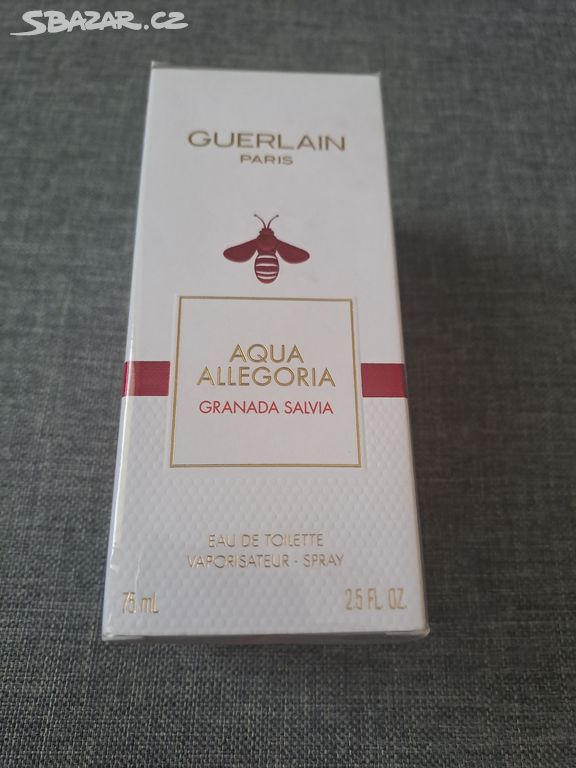 SBAZAR.CZ
GUERLAIN
PARIS
AQUA
ALLEGORIA
GRANADA SALVIA
EAU DE TOILETTE
VAPORISATEUR - SPRAY
75 mL 2.5 FL. OZ.